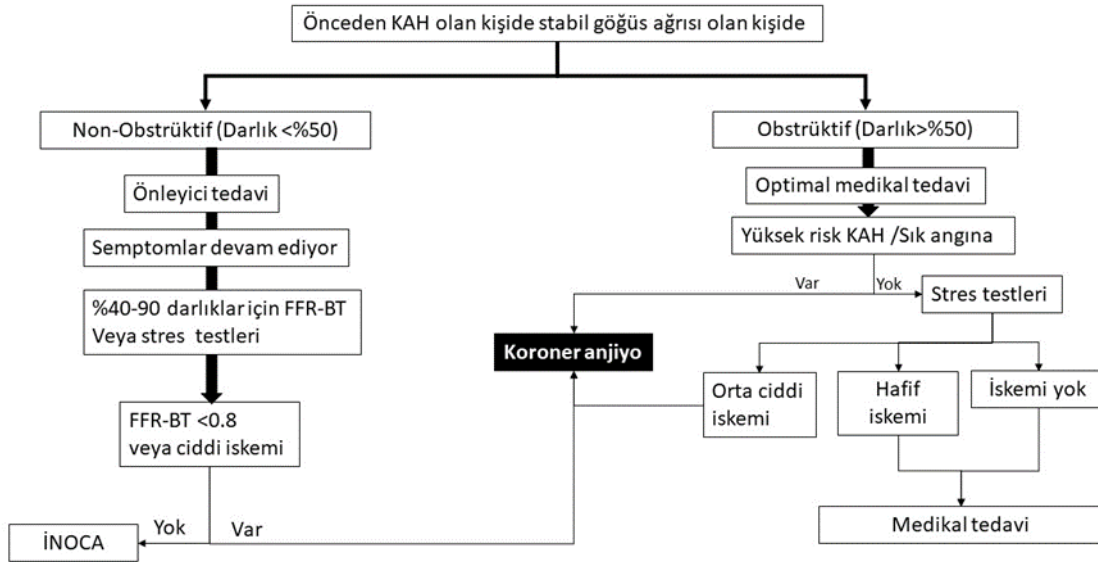 Önceden KAH olan kişide stabil göğüs ağrısı olan kişide
Non-Obstrüktif (Darlık <%50)
Obstrüktif (Darlık>%50)
Önleyici tedavi
Optimal medikal tedavi
Semptomlar devam ediyor
Yüksek risk KAH /Sık angına
Var
Yok
Stres testleri
%40-90 darlıklar için FFR-BT
Veya stres testleri
Koroner anjiyo
Orta ciddi
iskemi
Hafif
iskemi
İskemi yok
FFR-BT <0.8
veya ciddi iskemi
Yok
Var
İNOCA
Medikal tedavi